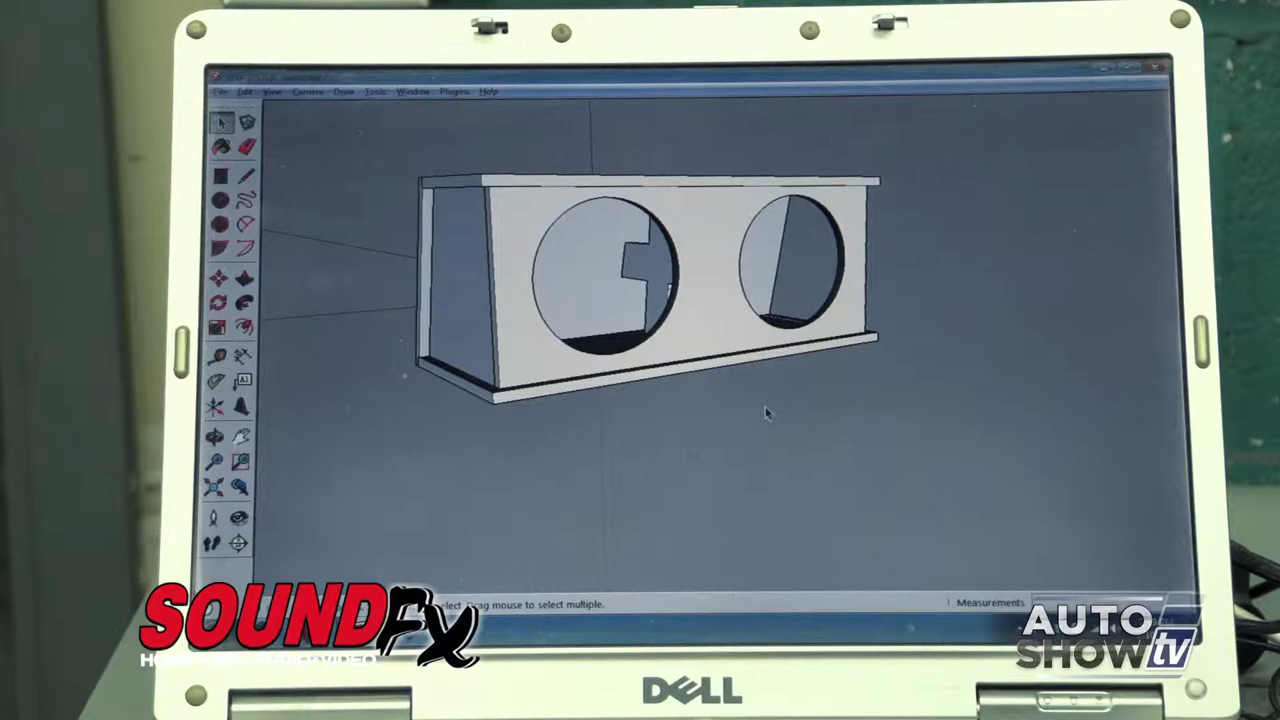 File Edit View Camera Draw Tools Window Plugins Help
A1
elect. Drag mouse to select multiple.
Measurements
SOUND FX
AUTO
SHOW tv
DELL